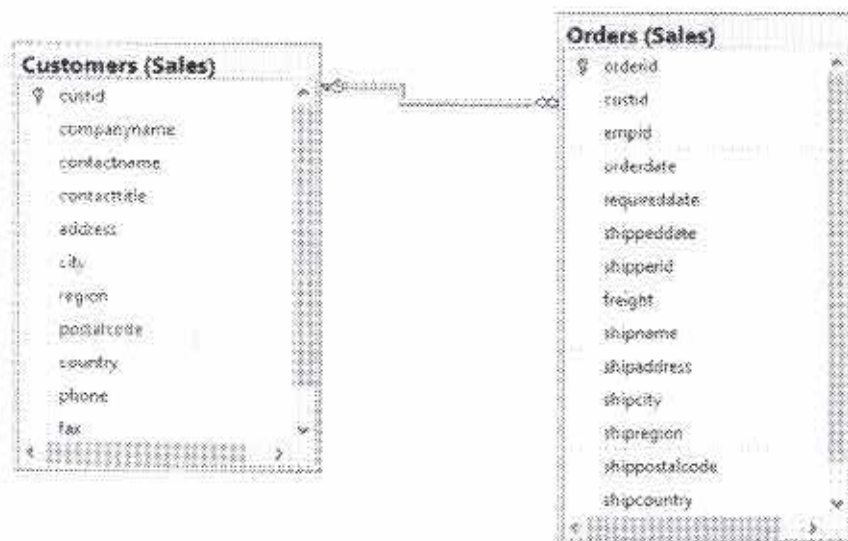 Customers (Sales)
custid
companyname
contactname
contacttitle
address
city
region
postalcode
country
phone
fax
Orders (Sales)
orderid
custid
empid
orderdate
requireddate
shippeddate
shipperid
freight
shipname
shipaddress
shipcity
shipregion
shippostalcode
shipcountry